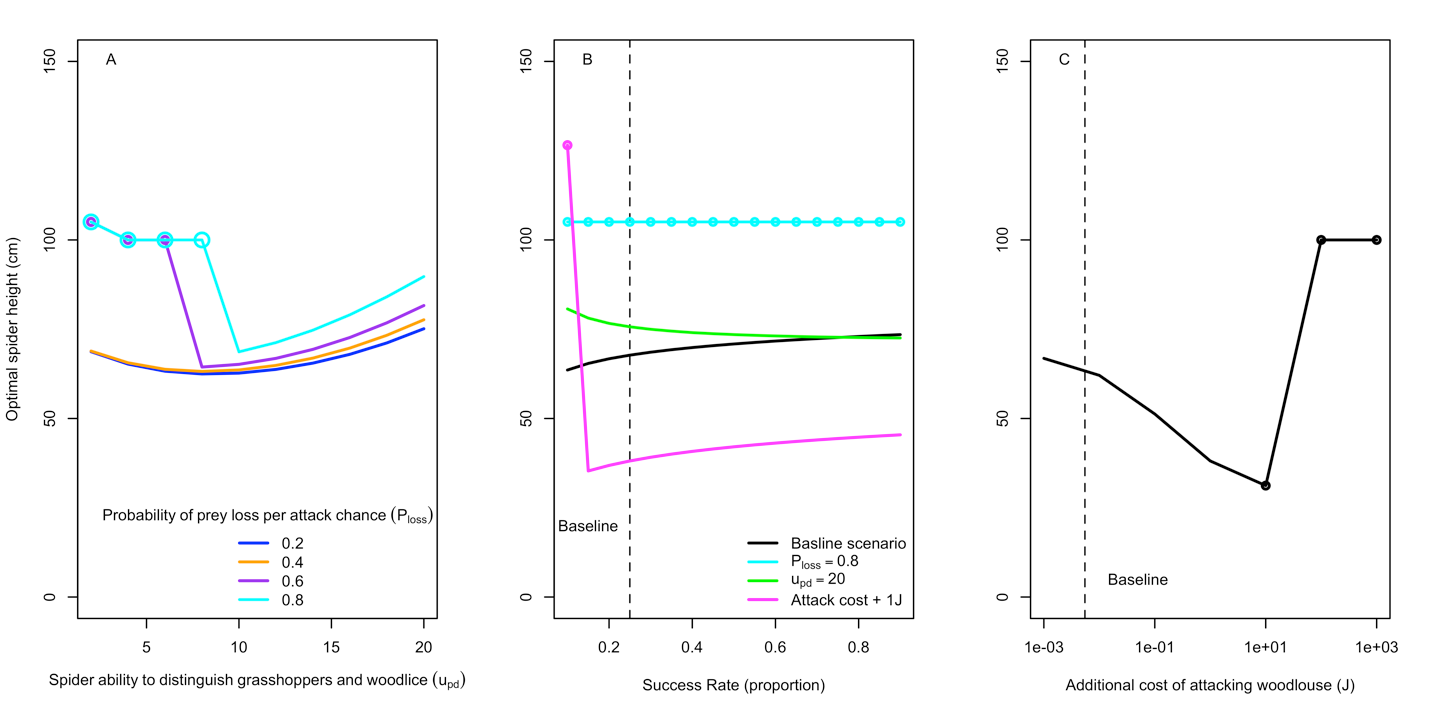 A
Optimal spider height (cm)
150
100
50
0
Probability of prey loss per attack chance (Ploss)
0.2
0.4
0.6
0.8
5
10
15
20
Spider ability to distinguish grasshoppers and woodlice (upd)
B
150
100
50
0
Baseline
Basline scenario
Ploss = 0.8
upd = 20
Attack cost + 1J
0.2
0.4
0.6
0.8
Success Rate (proportion)
C
150
100
50
0
Baseline
1e-03
1e-01
1e+01
1e+03
Additional cost of attacking woodlouse (J)